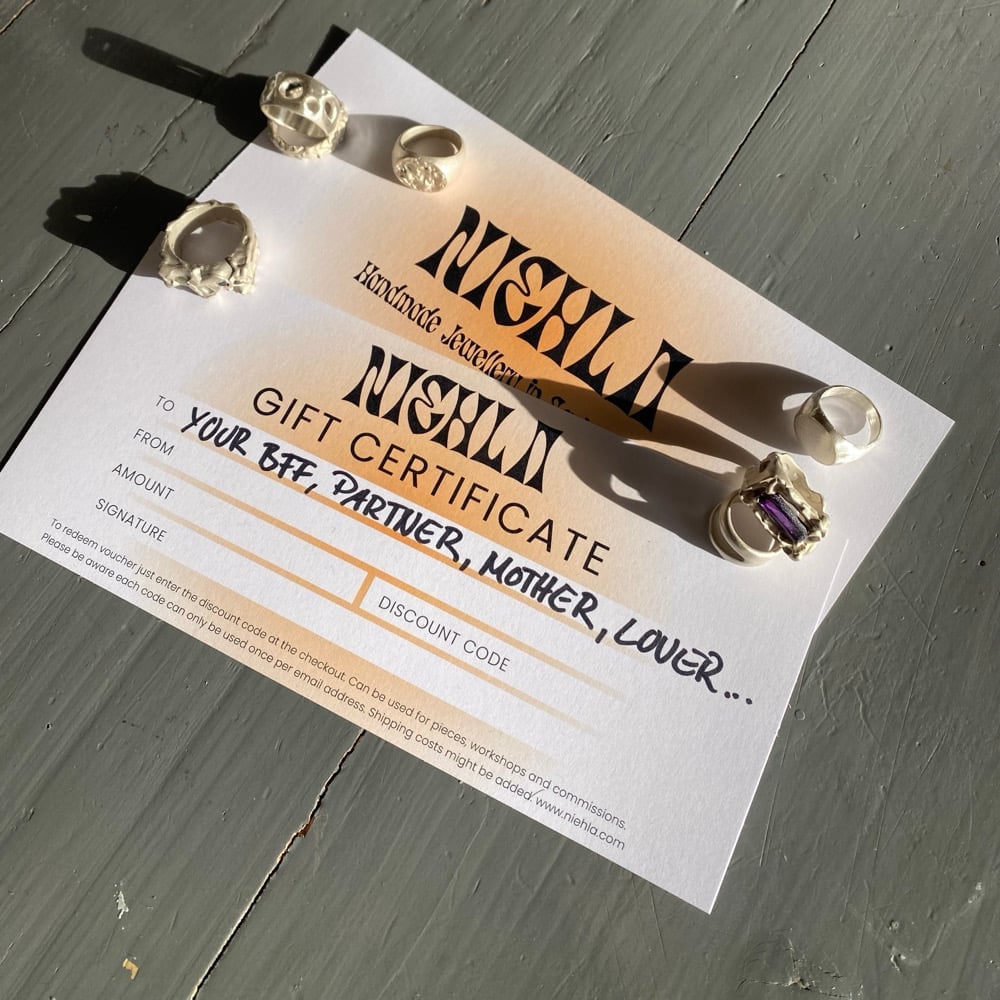 NIEHLA
Handmade Jewellery in
NIEHLA
GIFT CERTIFICATE
TO YOUR BFF, PARTNER, MOTHER, LOVER...
FROM
AMOUNT
SIGNATURE
DISCOUNT CODE
To redeem voucher just enter the discount code at the checkout. Can be used for pieces, workshops and commissions.
Please be aware each code can only be used once per email address. Shipping costs might be added. www.niehla.com